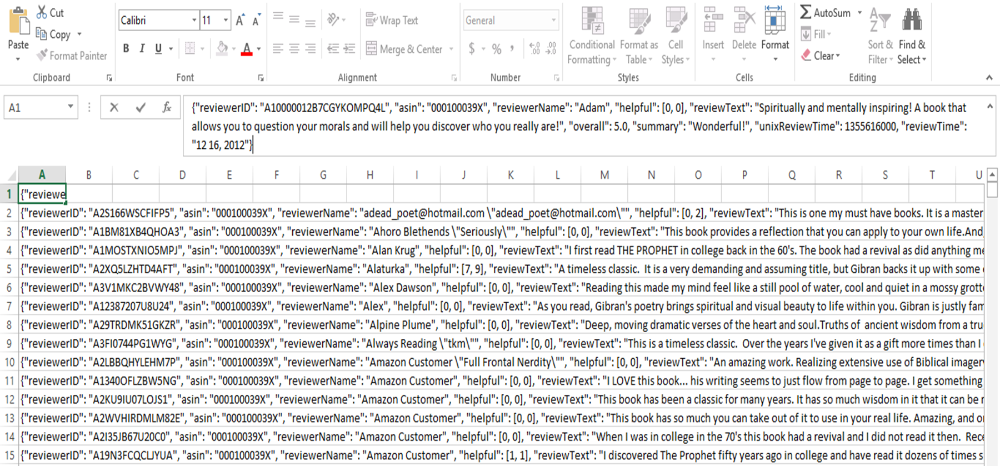 Cut
Copy
Format Painter
Paste
Clipboard
Calibri 11 A A
B I U A
Font
Wrap Text
Merge & Center
Alignment
General
$ % , .0 .00 .00 .0
Number
Conditional Formatting
Format as Table
Cell Styles
Styles
Insert Delete Format
Cells
AutoSum
Fill
Clear
Sort & Filter
Find & Select
Editing
A1 fx
{"reviewerID": "A10000012B7CGYKOMPQ4L", "asin": "000100039X", "reviewerName": "Adam", "helpful": [0, 0], "reviewText": "Spiritually and mentally inspiring! A book that
allows you to question your morals and will help you discover who you really are!", "overall": 5.0, "summary": "Wonderful!", "unixReviewTime": 1355616000, "reviewTime":
"12 16, 2012"}
A B C D E F G H I J K L M N O P Q R S T U
1 {"reviewe
2 {"reviewerID": "A2S166WSCFIFP5", "asin": "000100039X", "reviewerName": "adead_poet@hotmail.com \"adead_poet@hotmail.com\"", "helpful": [0, 2], "reviewText": "This is one my must have books. It is a master
3 {"reviewerID": "A1BM81XB4QHOA3", "asin": "000100039X", "reviewerName": "Ahoro Blethends \"Seriously\"", "helpful": [0, 0], "reviewText": "This book provides a reflection that you can apply to your own life.And,
4 {"reviewerID": "A1MOSTXNIO5MPJ", "asin": "000100039X", "reviewerName": "Alan Krug", "helpful": [0, 0], "reviewText": "I first read THE PROPHET in college back in the 60's. The book had a revival as did anything me
5 {"reviewerID": "A2XQ5LZHTD4AFT", "asin": "000100039X", "reviewerName": "Alaturka", "helpful": [7, 9], "reviewText": "A timeless classic.  It is a very demanding and assuming title, but Gibran backs it up with some
6 {"reviewerID": "A3V1MKC2BVWY48", "asin": "000100039X", "reviewerName": "Alex Dawson", "helpful": [0, 0], "reviewText": "Reading this made my mind feel like a still pool of water, cool and quiet in a mossy grott
7 {"reviewerID": "A12387207U8U24", "asin": "000100039X", "reviewerName": "Alex", "helpful": [0, 0], "reviewText": "As you read, Gibran's poetry brings spiritual and visual beauty to life within you. Gibran is justly fam
8 {"reviewerID": "A29TRDMK51GKZR", "asin": "000100039X", "reviewerName": "Alpine Plume", "helpful": [0, 0], "reviewText": "Deep, moving dramatic verses of the heart and soul.Truths of  ancient wisdom from a tru
9 {"reviewerID": "A3FI0744PG1WYG", "asin": "000100039X", "reviewerName": "Always Reading \"tkm\"", "helpful": [0, 0], "reviewText": "This is a timeless classic.  Over the years I've given it as a gift more times than I
10 {"reviewerID": "A2LBBQHYLEHM7P", "asin": "000100039X", "reviewerName": "Amazon Customer \"Full Frontal Nerdity\"", "helpful": [0, 0], "reviewText": "An amazing work. Realizing extensive use of Biblical imager
11 {"reviewerID": "A1340OFLZBW5NG", "asin": "000100039X", "reviewerName": "Amazon Customer", "helpful": [0, 0], "reviewText": "I LOVE this book... his writing seems to just flow from page to page. I get something
12 {"reviewerID": "A2KU9IU07LOJS1", "asin": "000100039X", "reviewerName": "Amazon Customer", "helpful": [0, 0], "reviewText": "This book has been a classic for many years. It has so much wisdom in it that it can be r
13 {"reviewerID": "A2WVHIRDMLM82E", "asin": "000100039X", "reviewerName": "Amazon Customer", "helpful": [0, 0], "reviewText": "This book has so much you can take out of it to use in your real life. Amazing, and o
14 {"reviewerID": "A2I35JB67U20C0", "asin": "000100039X", "reviewerName": "Amazon Customer", "helpful": [0, 0], "reviewText": "When I was in college in the 70's this book had a revival and I did not read it then.  Rece
15 {"reviewerID": "A19N3FCQCLJYUA", "asin": "000100039X", "reviewerName": "Amazon Customer", "helpful": [1, 1], "reviewText": "I discovered The Prophet fifty years ago in college and have read it dozens of times s